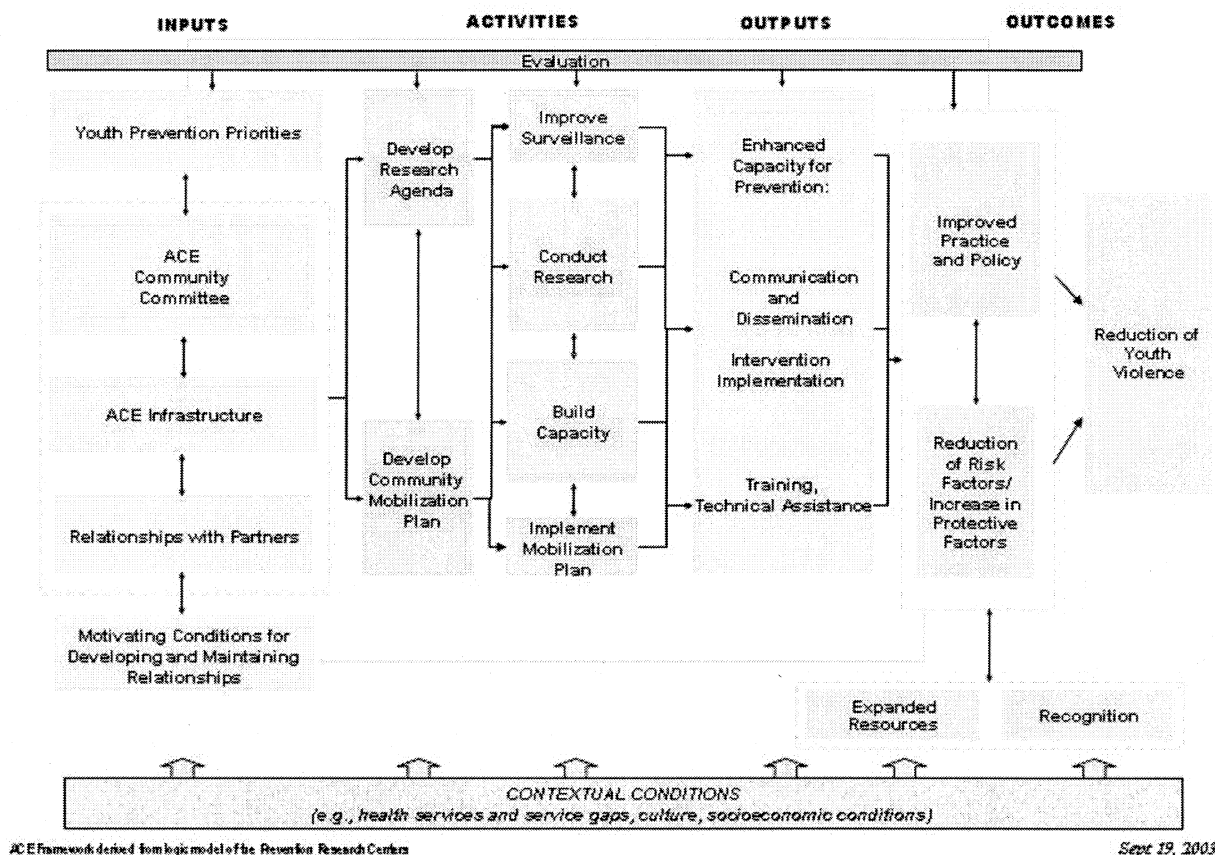 INPUTS
ACTIVITIES
OUTPUTS
OUTCOMES
Evaluation
Youth Prevention Priorities
ACE
Community
Committee
ACE Infrastructure
Relationships with Partners
Motivating Conditions for
Developing and Maintaining
Relationships
Develop
Research
Agenda
Develop
Community
Mobilization
Plan
Improve
Surveillance
Conduct
Research
Build
Capacity
Implement
Mobilization
Plan
Enhanced
Capacity for
Prevention:
Communication
and
Dissemination
Intervention
Implementation
Training,
Technical Assistance
Improved
Practice
and Policy
Reduction
of Risk
Factors/
Increase in
Protective
Factors
Reduction of
Youth
Violence
Expanded
Resources
Recognition
CONTEXTUAL CONDITIONS
(e.g., health services and service gaps, culture, socioeconomic conditions)
ACE Framework derived from logic model of the Prevention Research Centers
Sept 19, 2003